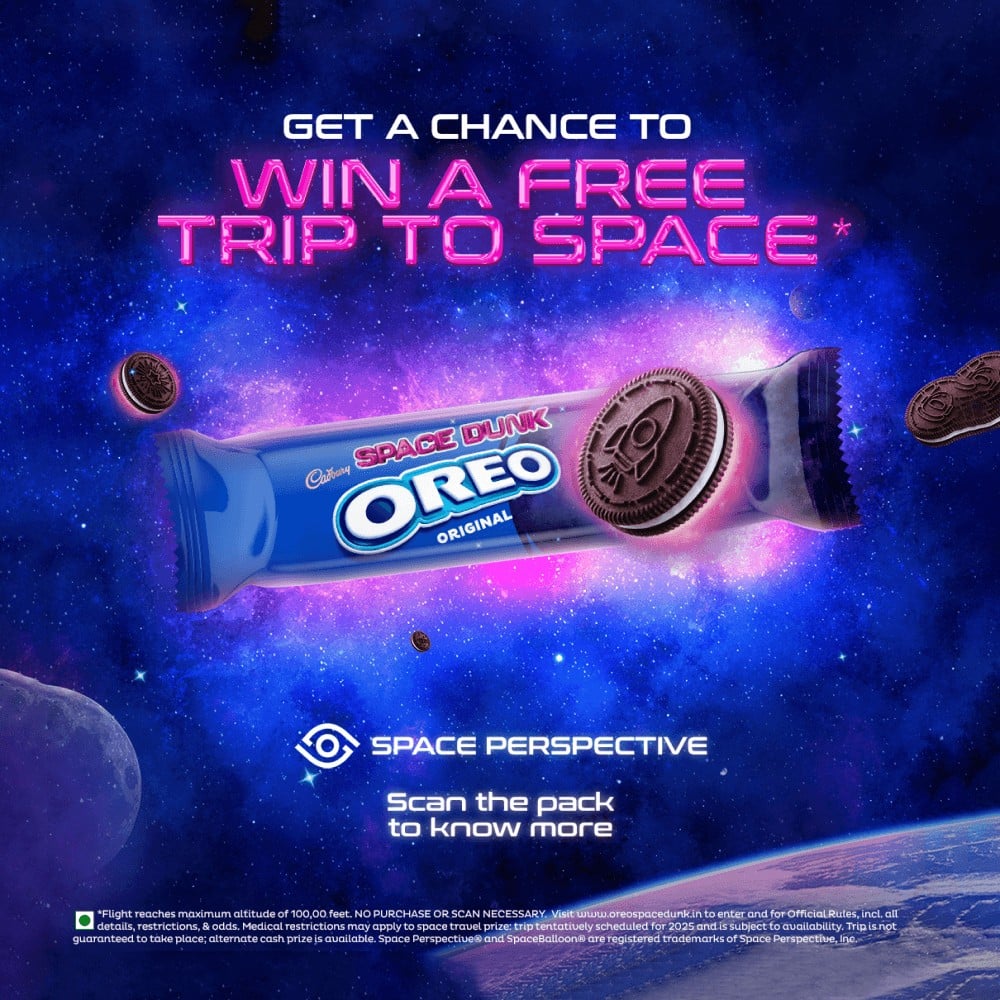 GET A CHANCE TO
WIN A FREE
TRIP TO SPACE*
Cadbury
SPACE DUNK
OREO
ORIGINAL
SPACE PERSPECTIVE
Scan the pack
to know more
*Flight reaches maximum altitude of 100,00 feet. NO PURCHASE OR SCAN NECESSARY. Visit www.oreospacedunk.in to enter and for Official Rules, incl. all
details, restrictions, & odds. Medical restrictions may apply to space travel prize: trip tentatively scheduled for 2025 and is subject to availability. Trip is not
guaranteed to take place; alternate cash prize is available. Space Perspective® and SpaceBalloon® are registered trademarks of Space Perspective, Inc.